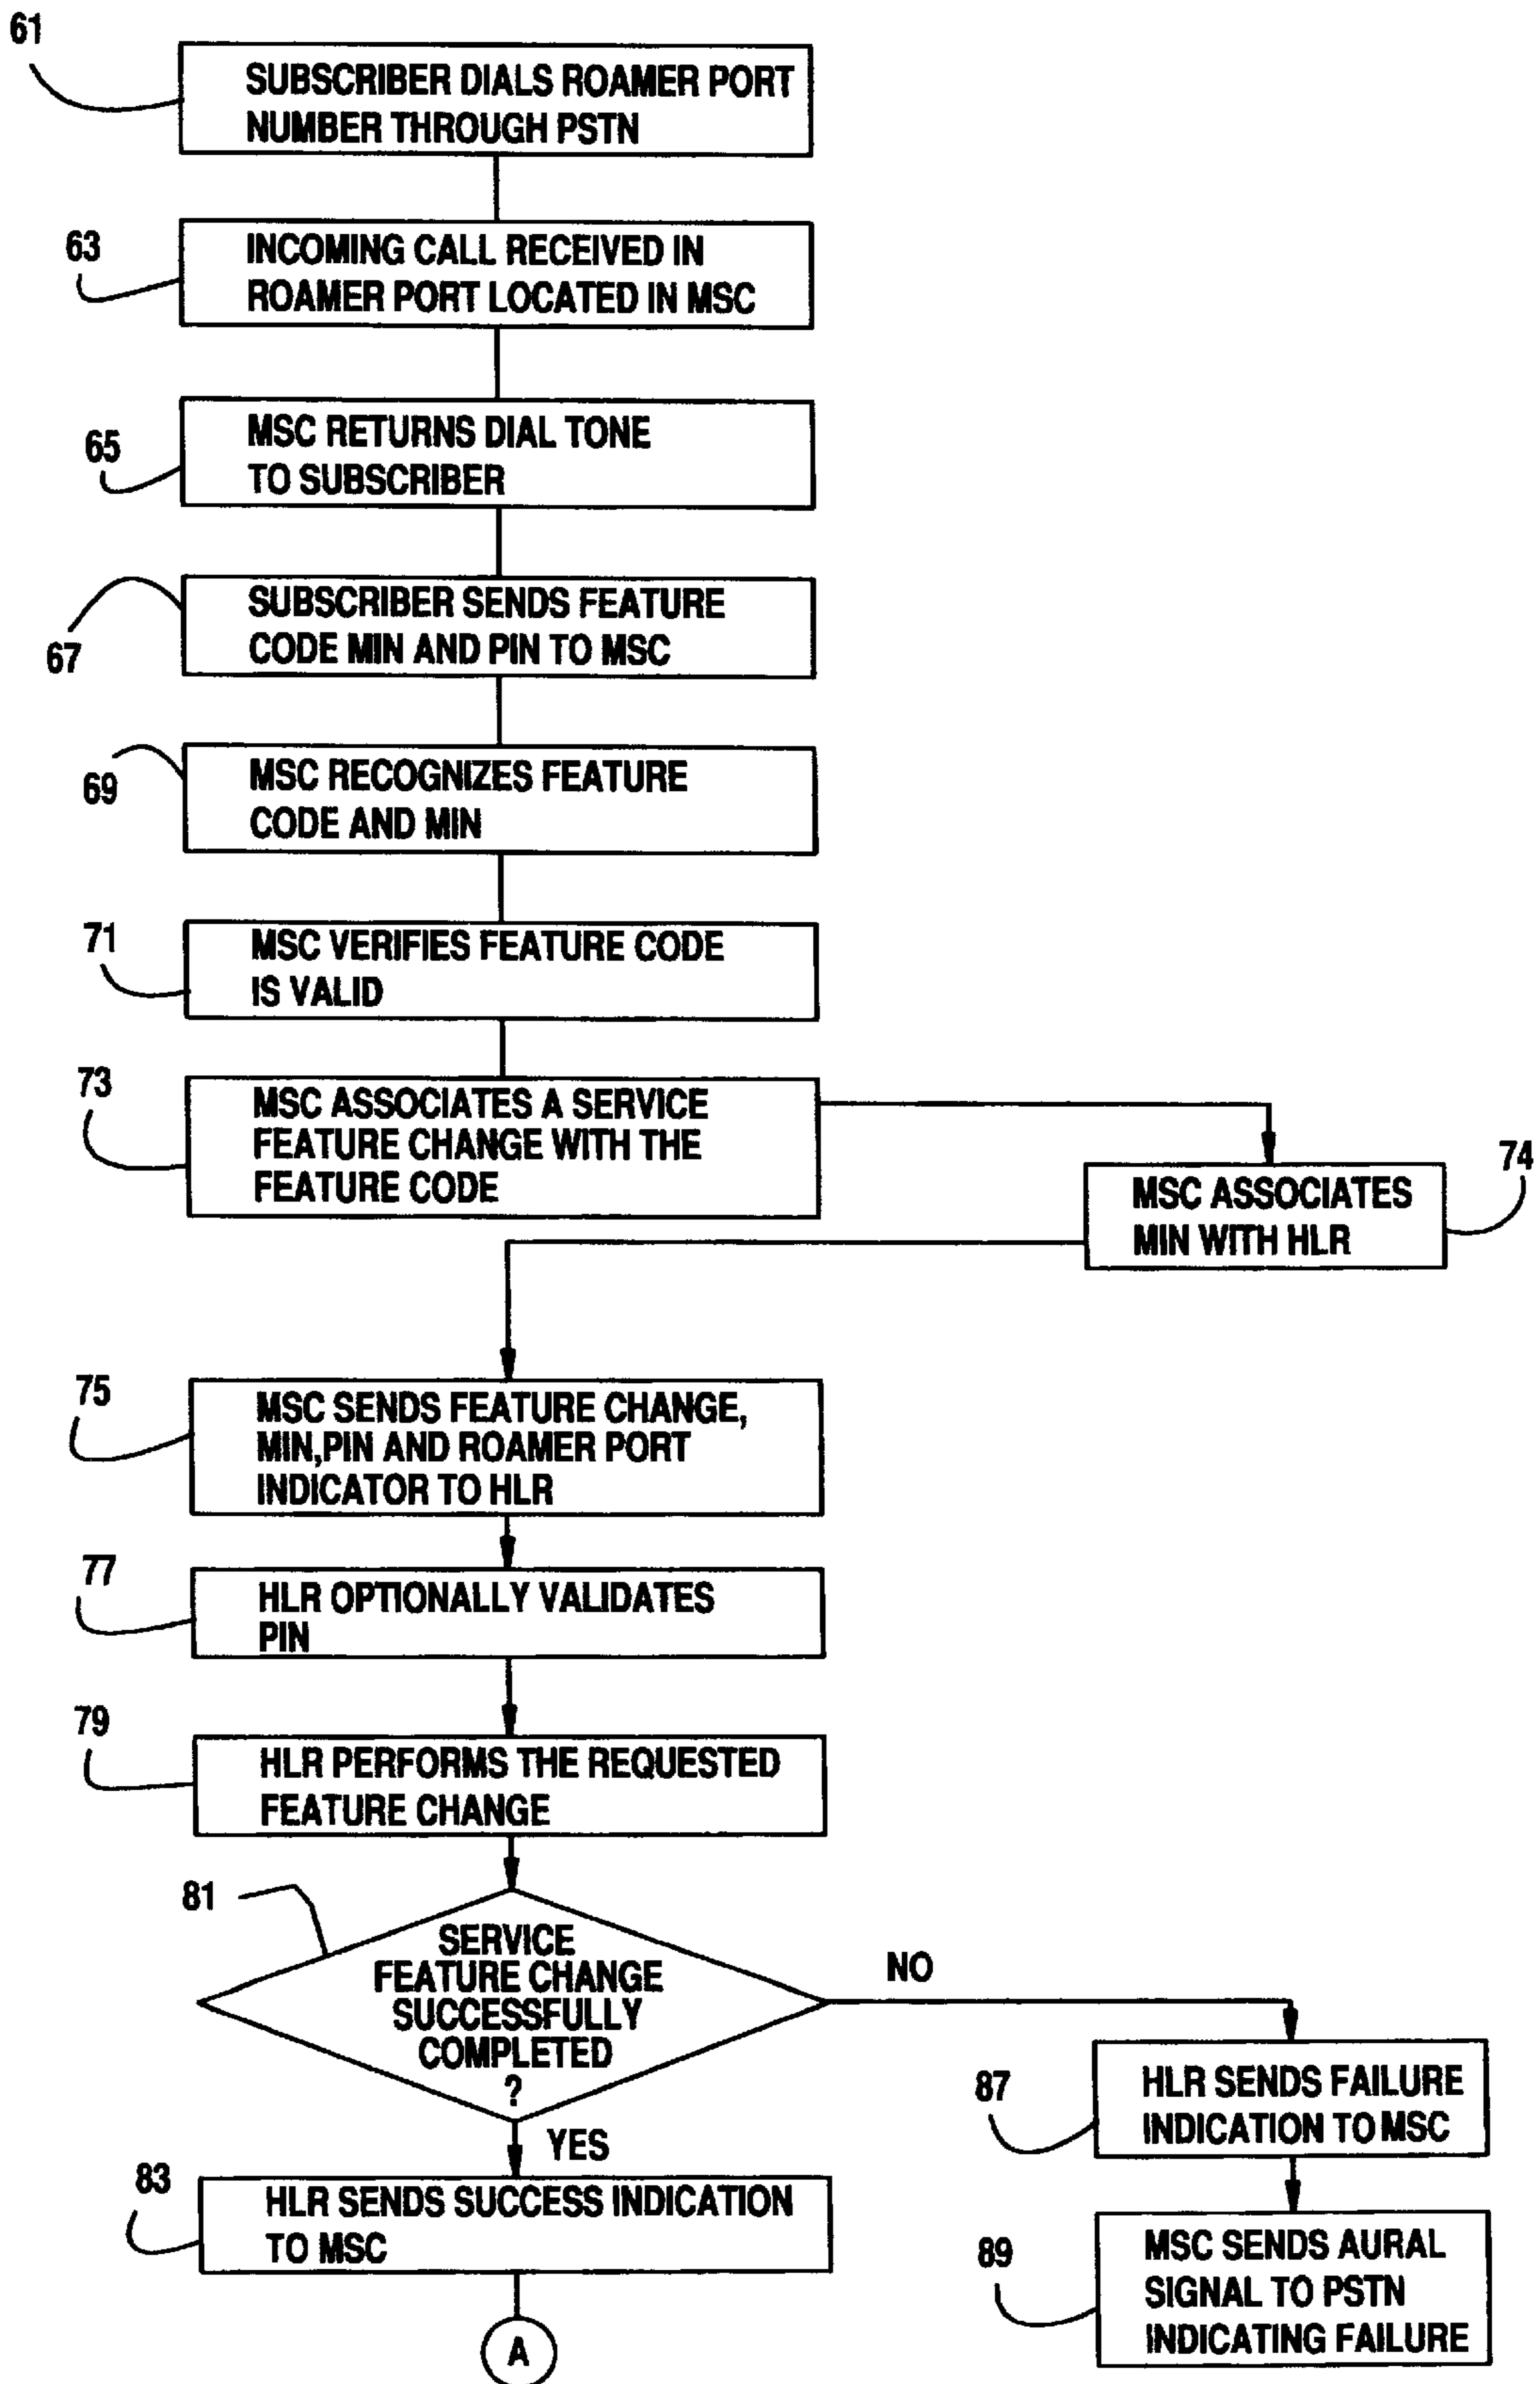 61
SUBSCRIBER DIALS ROAMER PORT
NUMBER THROUGH PSTN
63
INCOMING CALL RECEIVED IN
ROAMER PORT LOCATED IN MSC
65
MSC RETURNS DIAL TONE
TO SUBSCRIBER
67
SUBSCRIBER SENDS FEATURE
CODE MIN AND PIN TO MSC
69
MSC RECOGNIZES FEATURE
CODE AND MIN
71
MSC VERIFIES FEATURE CODE
IS VALID
73
MSC ASSOCIATES A SERVICE
FEATURE CHANGE WITH THE
FEATURE CODE
74
MSC ASSOCIATES
MIN WITH HLR
75
MSC SENDS FEATURE CHANGE,
MIN,PIN AND ROAMER PORT
INDICATOR TO HLR
77
HLR OPTIONALLY VALIDATES
PIN
79
HLR PERFORMS THE REQUESTED
FEATURE CHANGE
81
SERVICE
FEATURE CHANGE
SUCCESSFULLY
COMPLETED
?
NO
YES
87
HLR SENDS FAILURE
INDICATION TO MSC
83
HLR SENDS SUCCESS INDICATION
TO MSC
89
MSC SENDS AURAL
SIGNAL TO PSTN
INDICATING FAILURE
A